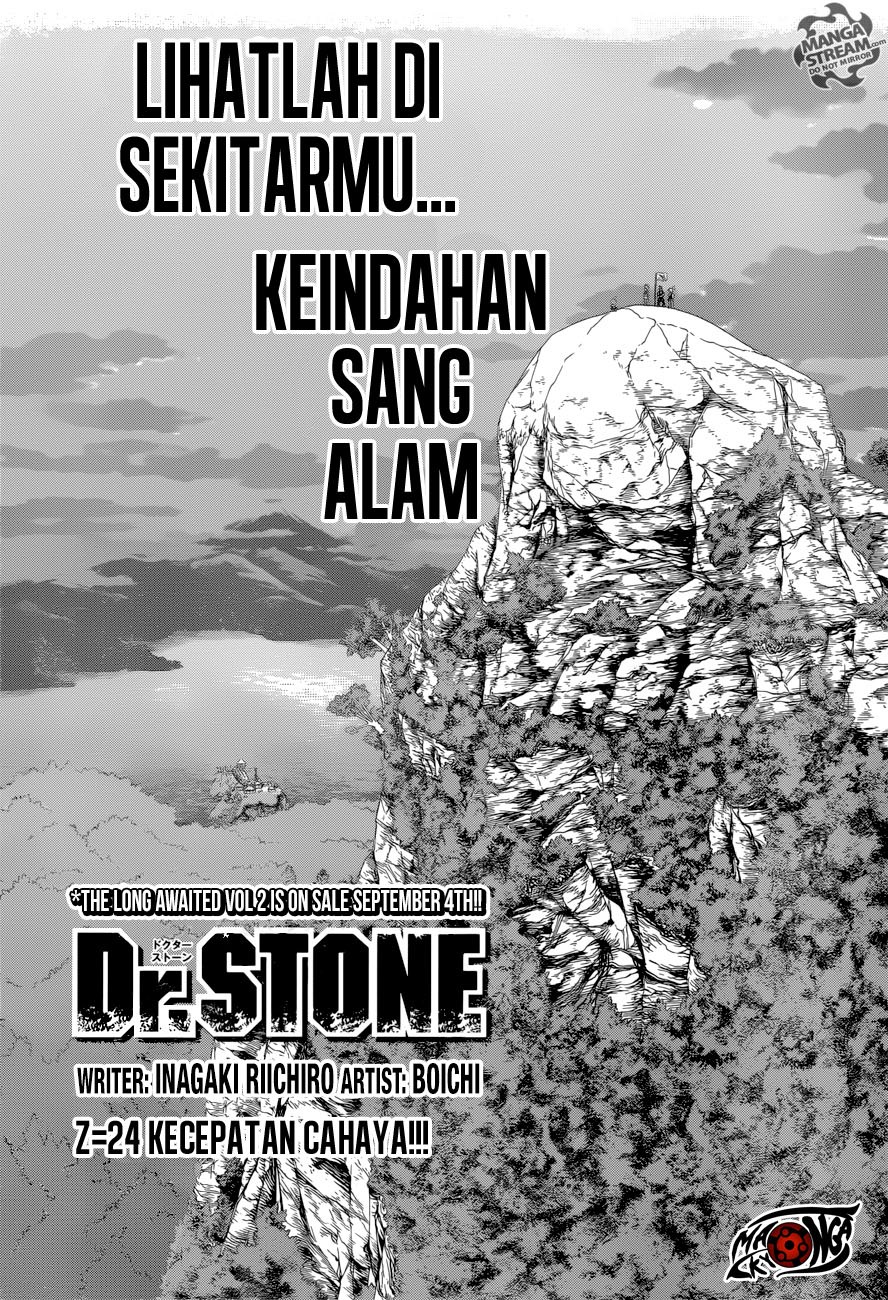 MANGA
STREAM.com
DO NOT MIRROR
LIHATLAH DI
SEKITARMU...
KEINDAHAN
SANG
ALAM
*THE LONG AWAITED VOL 2 IS ON SALE SEPTEMBER 4TH!!
ドクター
ストーン
Dr.STONE
WRITER: INAGAKI RIICHIRO ARTIST: BOICHI
Z=24 KECEPATAN CAHAYA!!!
MANGA
SKY